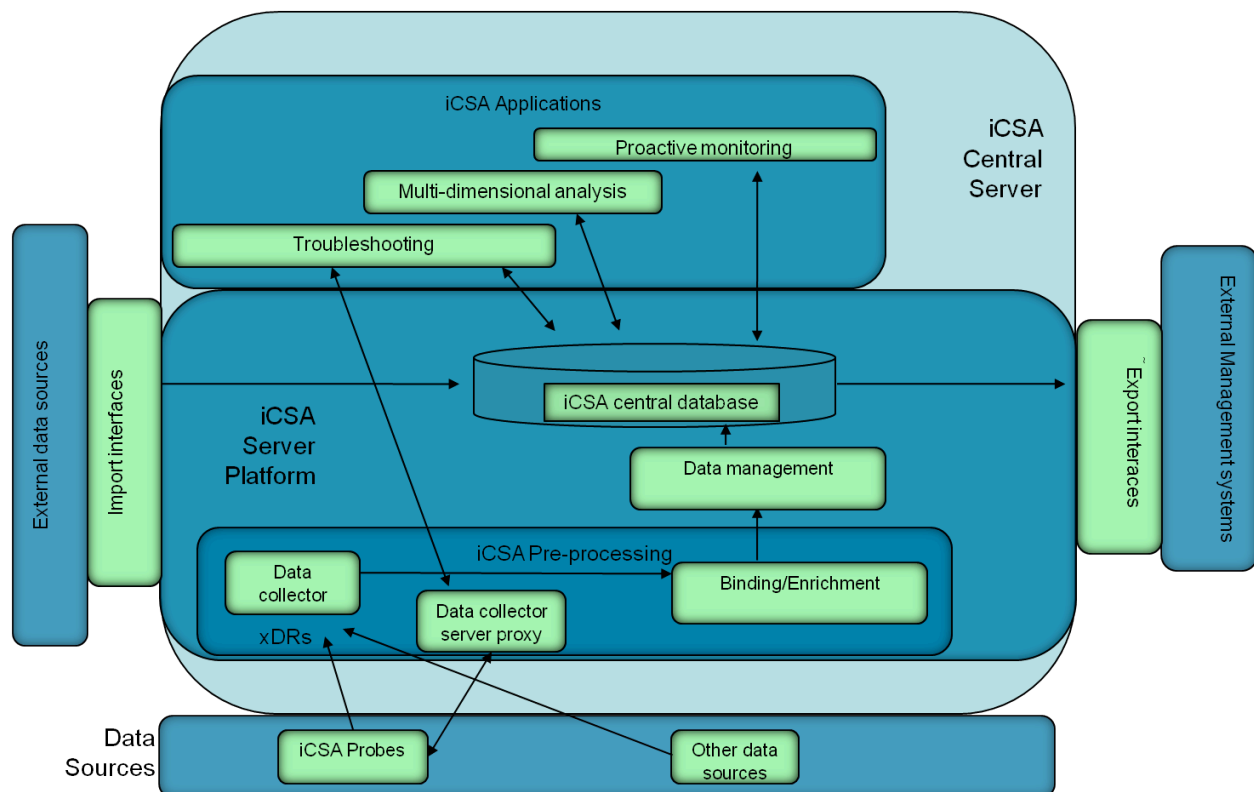 iCSA Applications
Proactive monitoring
Multi-dimensional analysis
Troubleshooting
iCSA
Central
Server
External data sources
Import interfaces
iCSA
Server
Platform
iCSA central database
Data management
iCSA Pre-processing
Data
collector
xDRs
Data collector
server proxy
Binding/Enrichment
~Export interaces
External Management systems
Data
Sources
iCSA Probes
Other data
sources